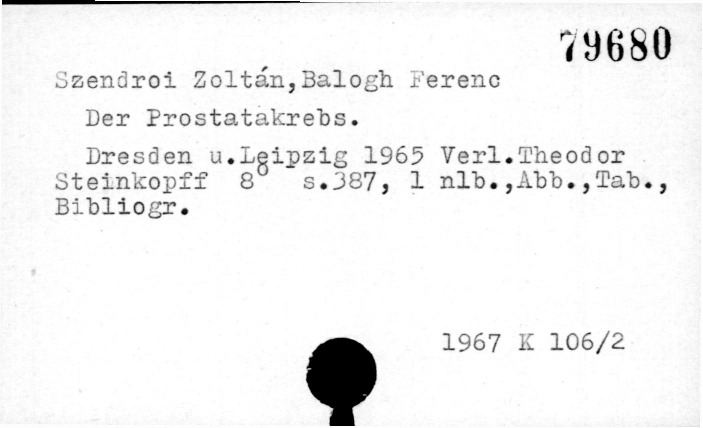 79680
Szendroi Zoltán,Balogh Ferenc
Der Prostatakrebs.
Dresden u.Leipzig 1965 Verl.Theodor
Steinkopff 8° s.387, 1 nlb.,Abb.,Tab.,
Bibliogr.
1967 K 106/2